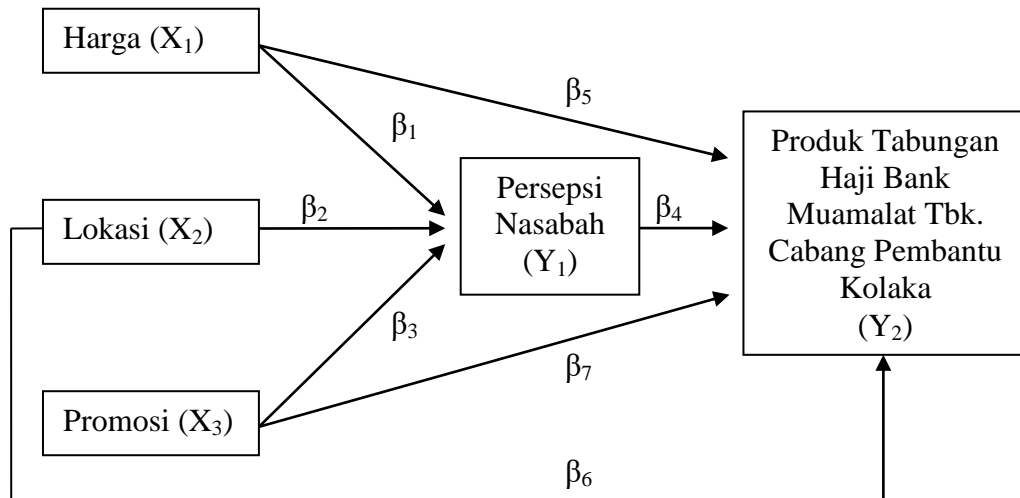 Harga (X₁)
β₅
β₁
Produk Tabungan
Haji Bank
Muamalat Tbk.
Cabang Pembantu
Kolaka
(Y₂)
Persepsi
Nasabah
(Y₁)
β₂
β₄
Lokasi (X₂)
β₃
β₇
Promosi (X₃)
β₆